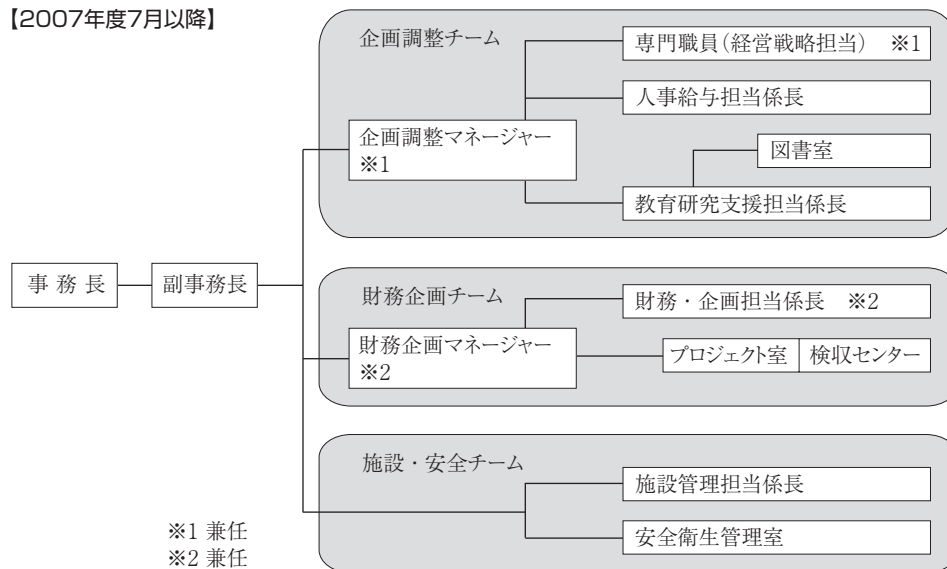 【2007年度7月以降】
企画調整チーム
専門職員(経営戦略担当) ※1
人事給与担当係長
企画調整マネージャー
※1
図書室
教育研究支援担当係長
事務長
副事務長
財務企画チーム
財務・企画担当係長 ※2
財務企画マネージャー
※2
プロジェクト室
検収センター
施設・安全チーム
施設管理担当係長
安全衛生管理室
※1 兼任
※2 兼任